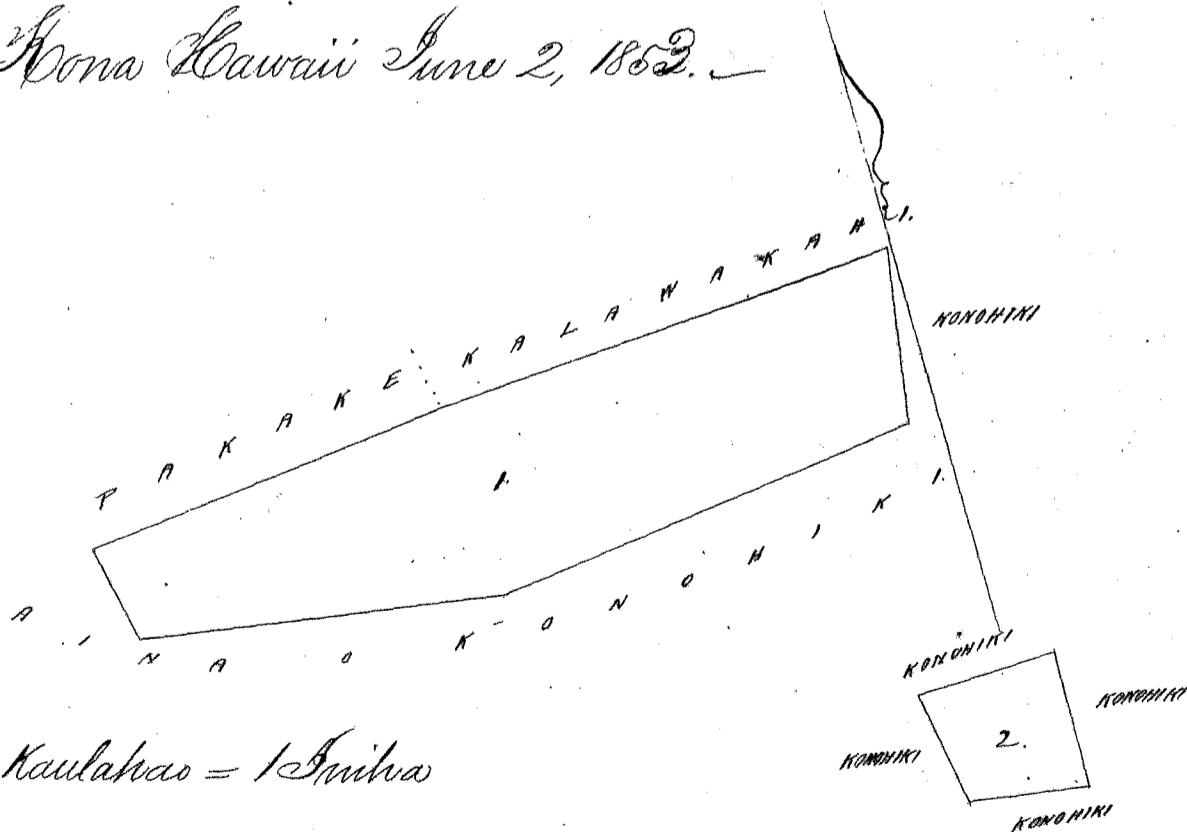 Kona Hawaii June 2, 1853.
1.
PAKAKE KALAWAKAH
KONOHIKI
1.
AINA O KONOHIKI.
KONOHIKI
KONOHIKI
2.
KONOHIKI
KONOHIKI
Kaulahao = 1 Iniha